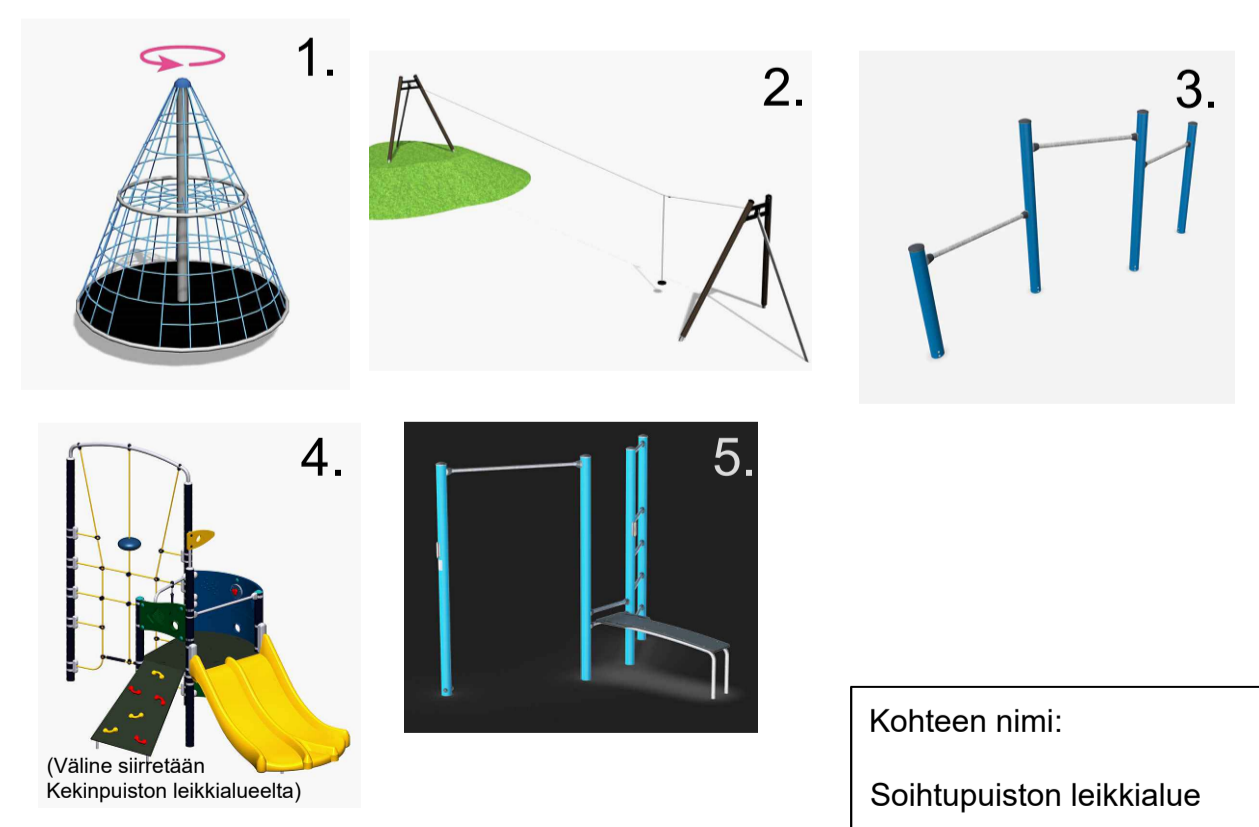 1.
2.
3.
4.
5.
(Väline siirretään
Kekinpuiston leikkialueelta)
Kohteen nimi:
Soihtupuiston leikkialue